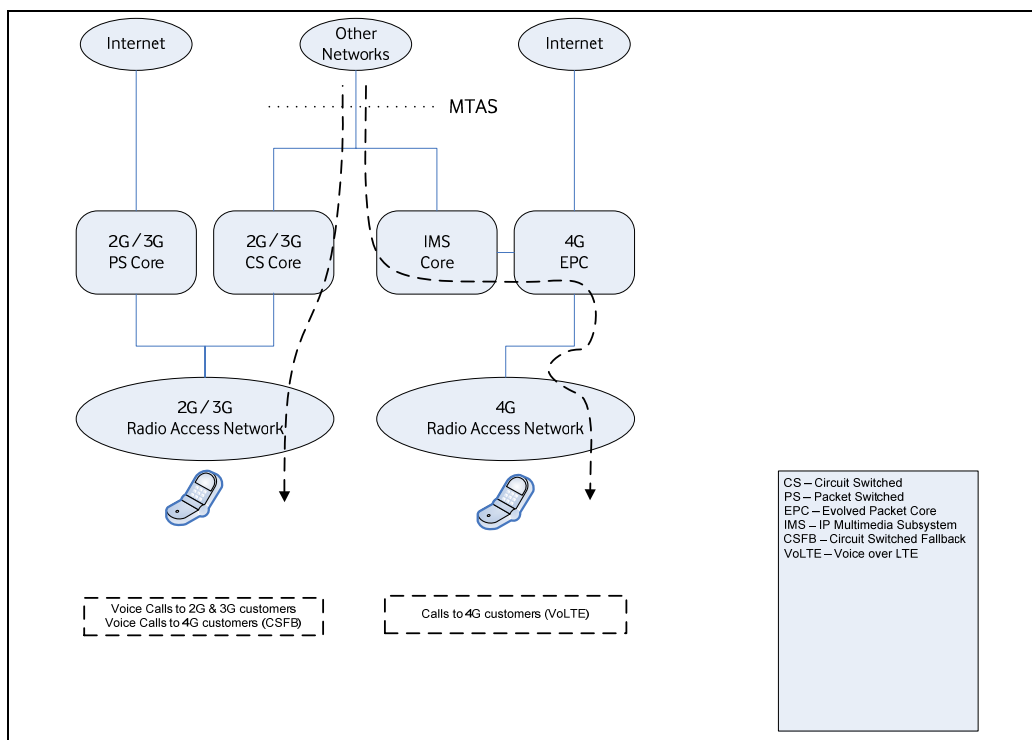 Internet
Other
Networks
Internet
MTAS
2G / 3G
PS Core
2G / 3G
CS Core
IMS
Core
4G
EPC
2G / 3G
Radio Access Network
4G
Radio Access Network
CS – Circuit Switched
PS – Packet Switched
EPC – Evolved Packet Core
IMS – IP Multimedia Subsystem
CSFB – Circuit Switched Fallback
VoLTE – Voice over LTE
Voice Calls to 2G & 3G customers
Voice Calls to 4G customers (CSFB)
Calls to 4G customers (VoLTE)